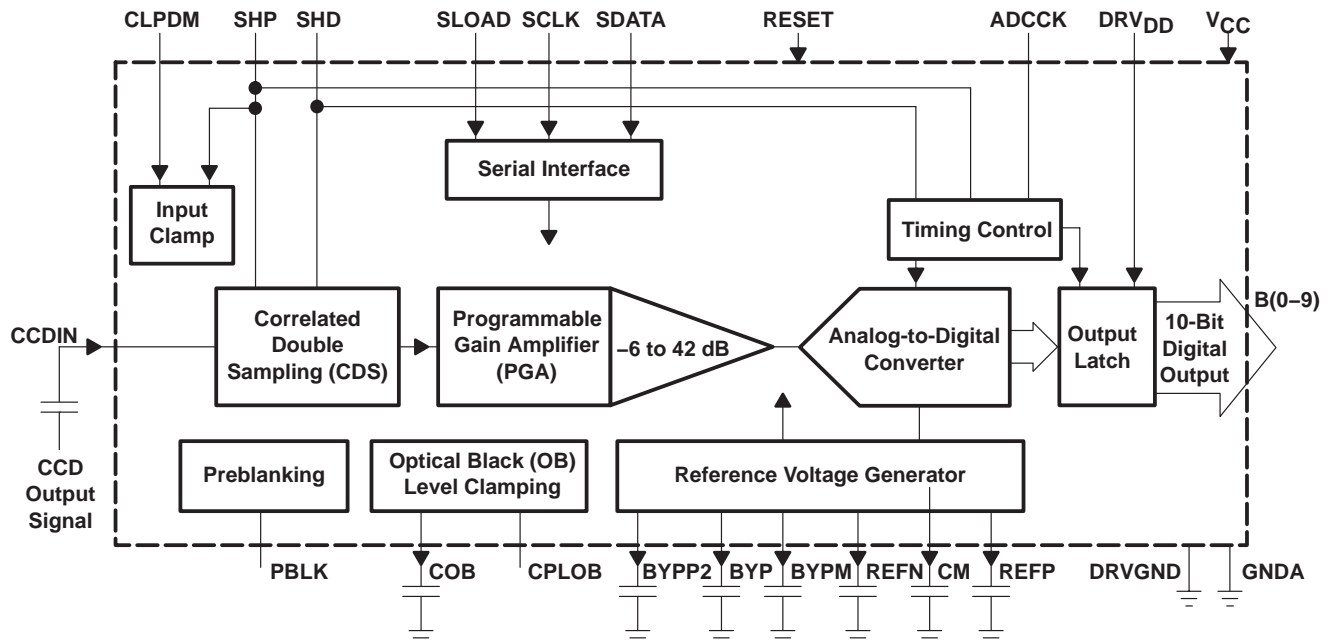 CLPDM SHP SHD SLOAD SCLK SDATA RESET ADCCK DRVDD VCC
Serial Interface
Input
Clamp
Timing Control
CCDIN
Correlated
Double
Sampling (CDS)
Programmable
Gain Amplifier
(PGA)
–6 to 42 dB
Analog-to-Digital
Converter
Output
Latch
10-Bit
Digital
Output
B(0–9)
CCD
Output
Signal
Preblanking
Optical Black (OB)
Level Clamping
Reference Voltage Generator
PBLK COB CPLOB BYPP2 BYP BYPM REFN CM REFP DRVGND GNDA